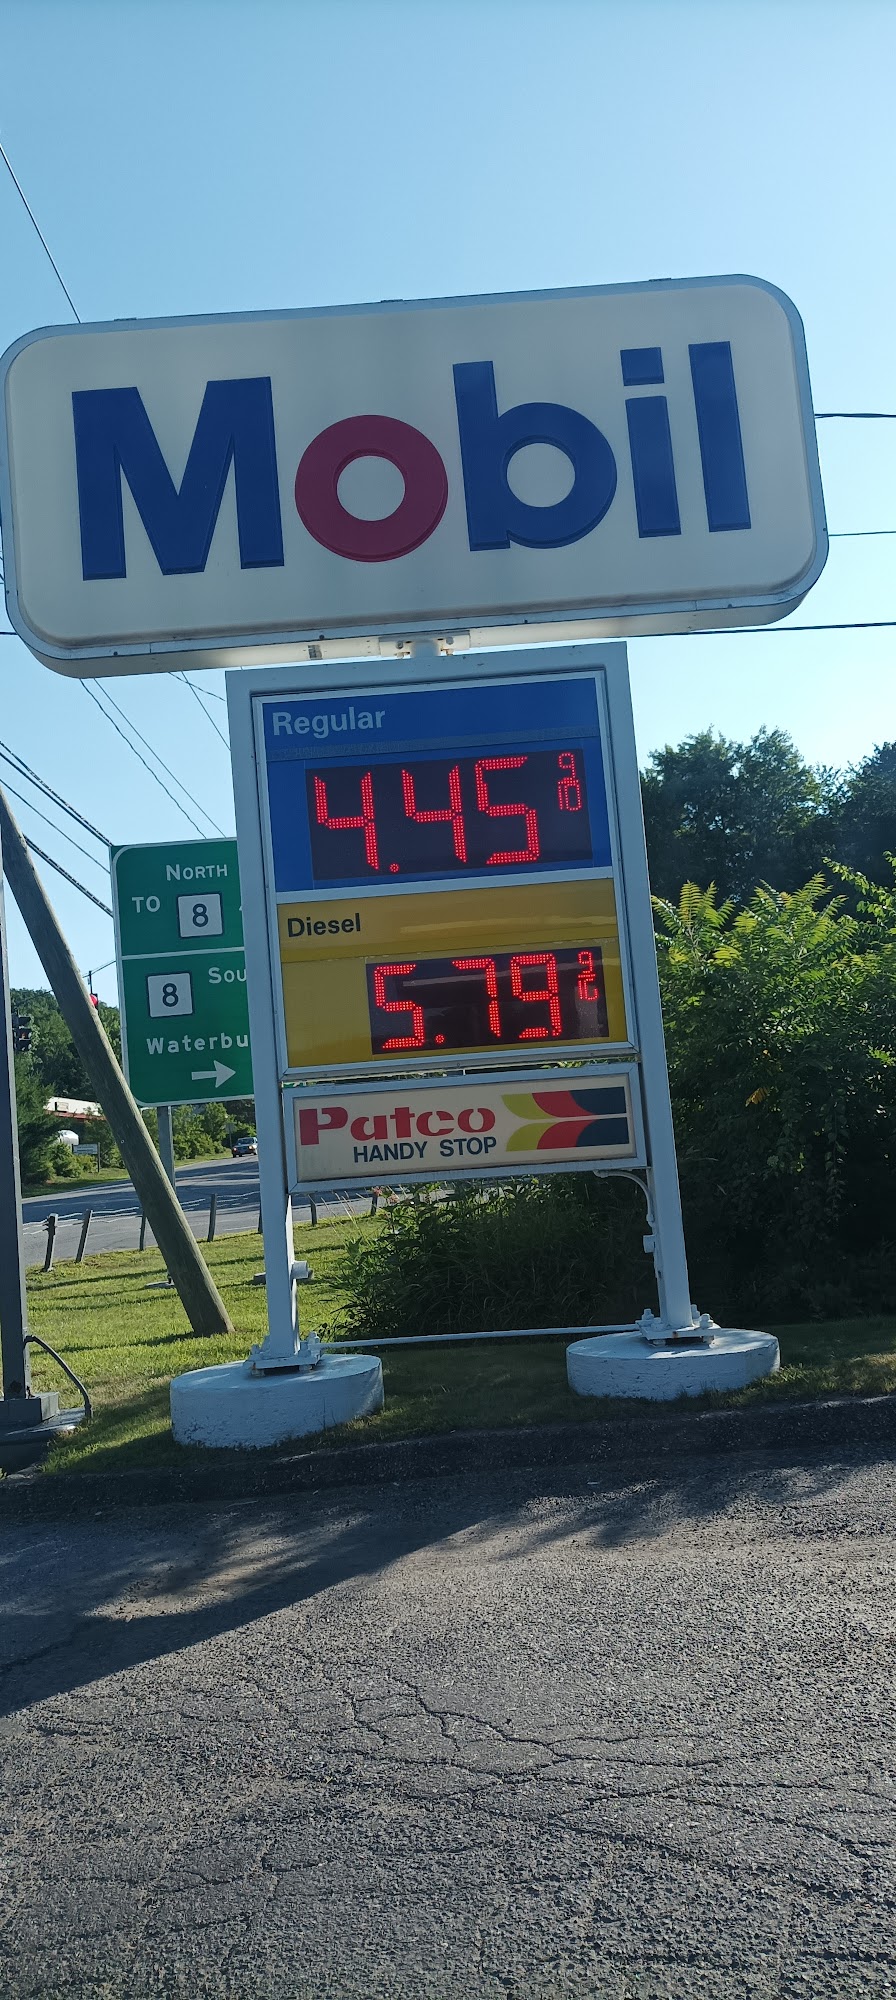 Mobil
Regular
4.45 9/10
Diesel
5.79 9/10
Patco
HANDY STOP
NORTH
TO 8
8
Waterbu